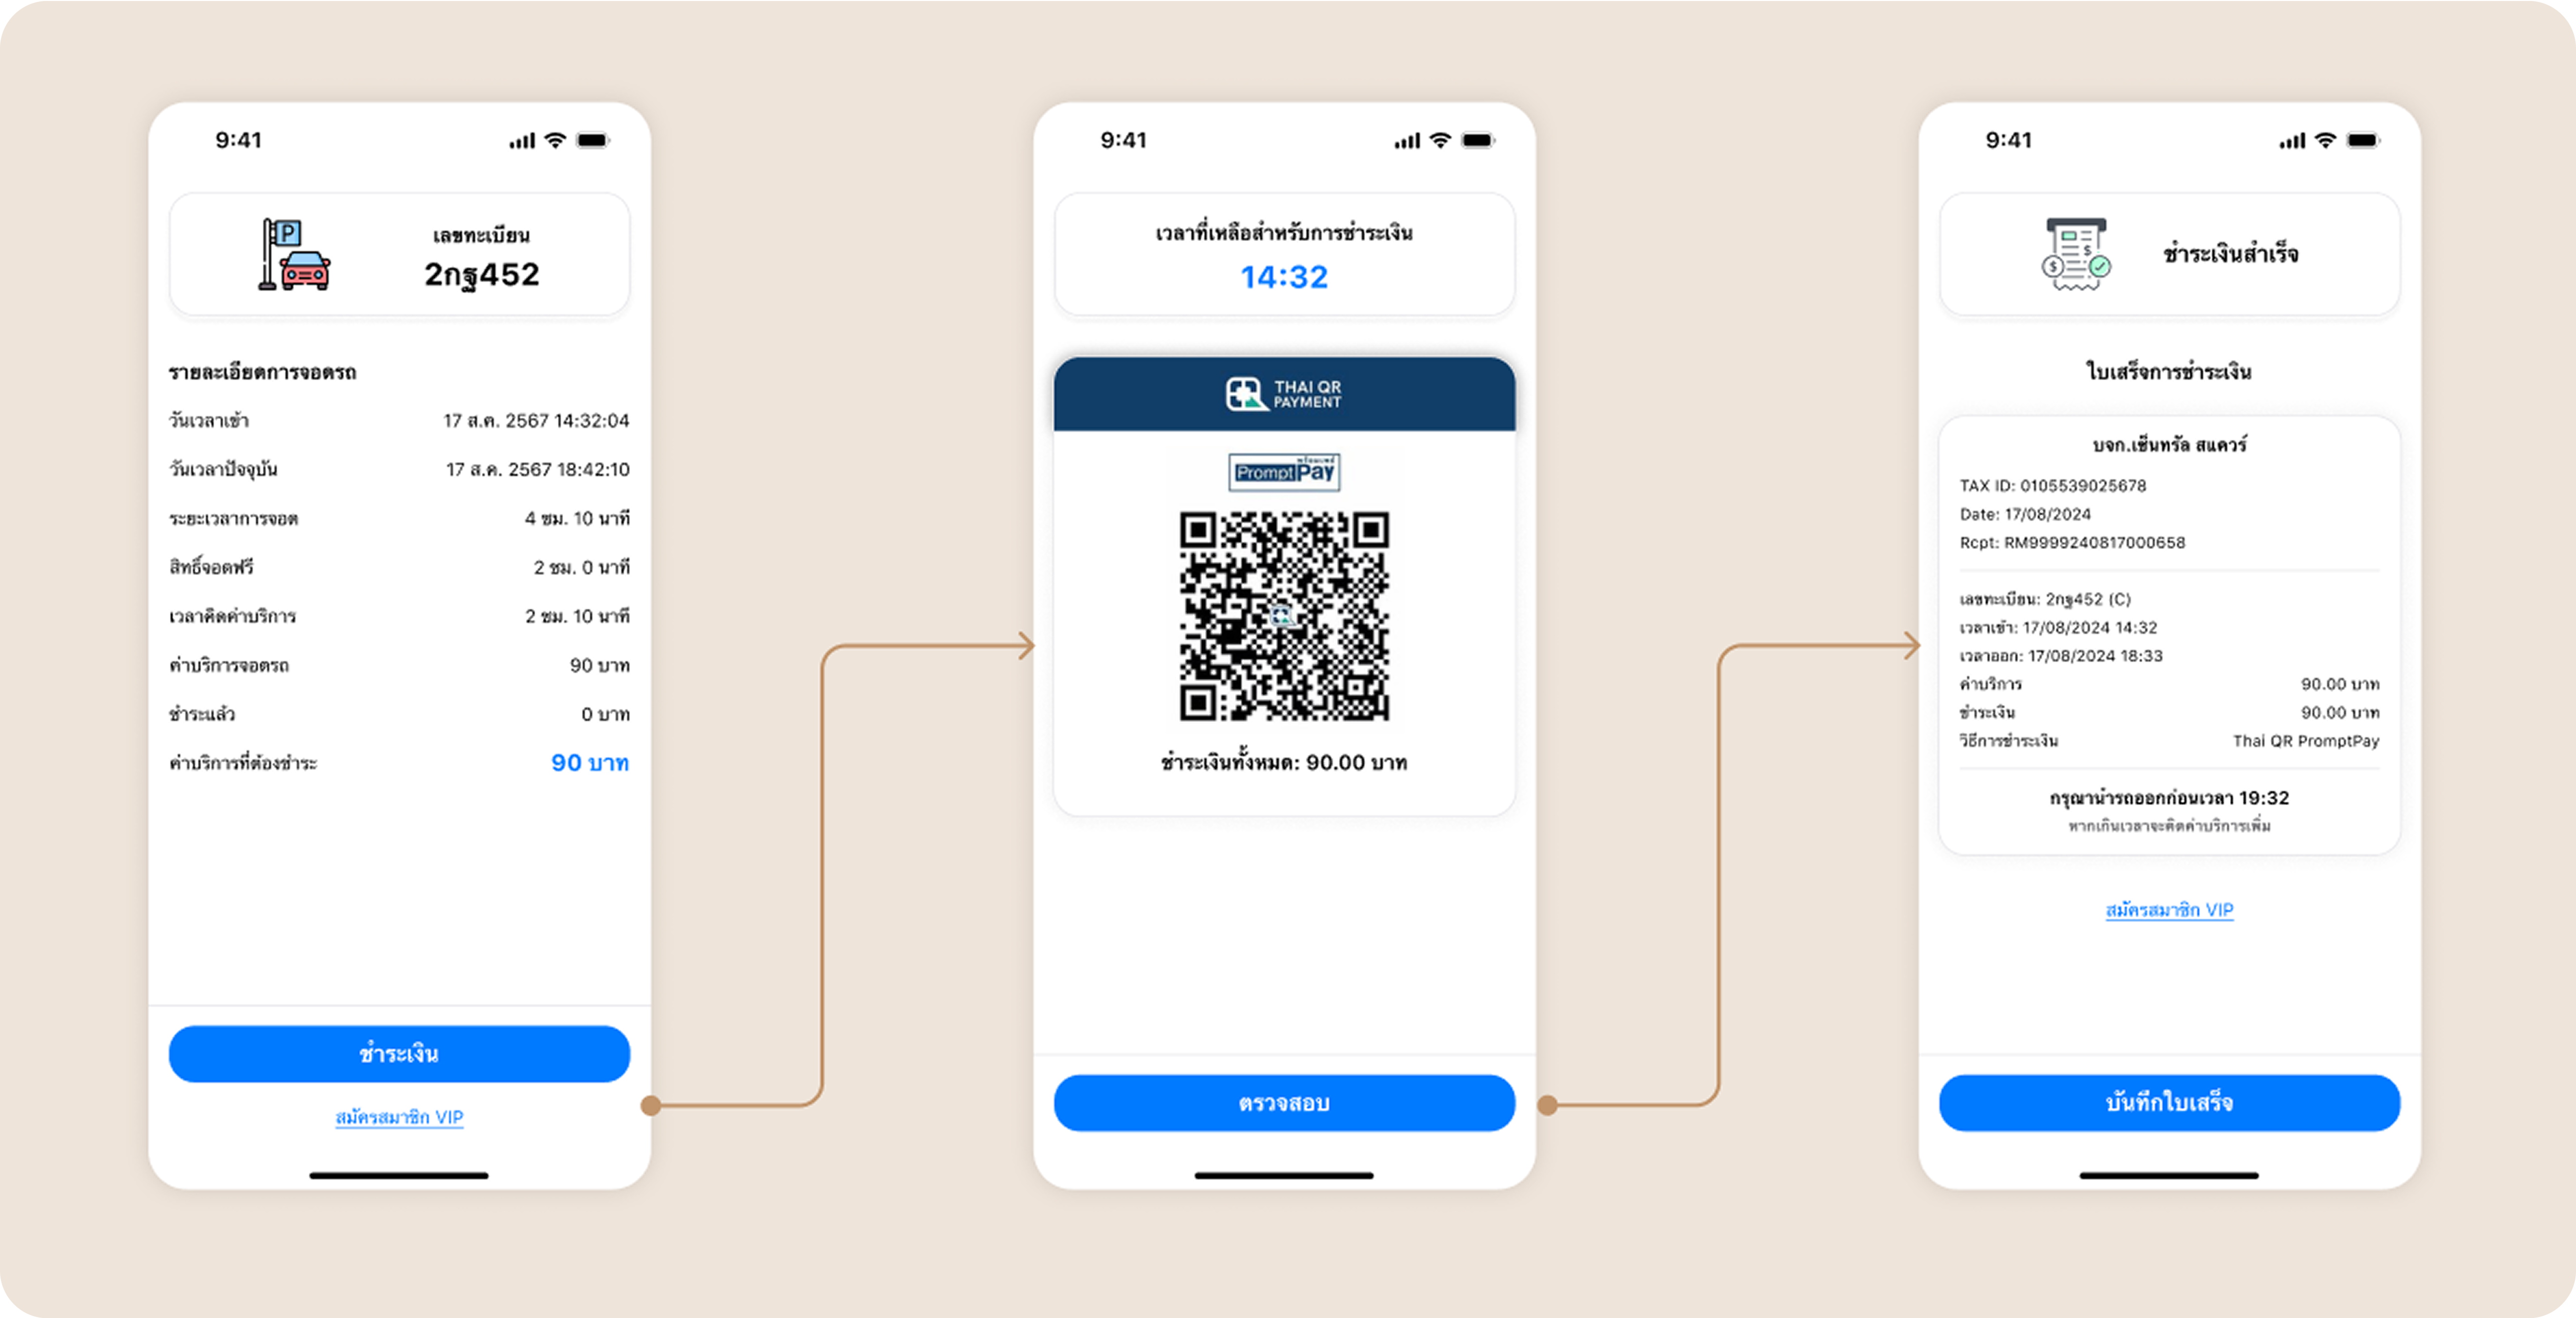 9:41
เลขทะเบียน
2กฐ452
รายละเอียดการจอดรถ
วันเวลาเข้า 17 ส.ค. 2567 14:32:04
วันเวลาปัจจุบัน 17 ส.ค. 2567 18:42:10
ระยะเวลาการจอด 4 ชม. 10 นาที
สิทธิ์จอดฟรี 2 ชม. 0 นาที
เวลาคิดค่าบริการ 2 ชม. 10 นาที
ค่าบริการจอดรถ 90 บาท
ชำระแล้ว 0 บาท
ค่าบริการที่ต้องชำระ 90 บาท
ชำระเงิน
สมัครสมาชิก VIP
9:41
เวลาที่เหลือสำหรับการชำระเงิน
14:32
THAI QR
PAYMENT
พร้อมเพย์
PromptPay
ชำระเงินทั้งหมด: 90.00 บาท
ตรวจสอบ
9:41
ชำระเงินสำเร็จ
ใบเสร็จการชำระเงิน
บจก.เซ็นทรัล สแควร์
TAX ID: 0105539025678
Date: 17/08/2024
Rcpt: RM9999240817000658
เลขทะเบียน: 2กฐ452 (C)
เวลาเข้า: 17/08/2024 14:32
เวลาออก: 17/08/2024 18:33
ค่าบริการ 90.00 บาท
ชำระเงิน 90.00 บาท
วิธีการชำระเงิน Thai QR PromptPay
กรุณานำรถออกก่อนเวลา 19:32
หากเกินเวลาจะคิดค่าบริการเพิ่ม
สมัครสมาชิก VIP
บันทึกใบเสร็จ